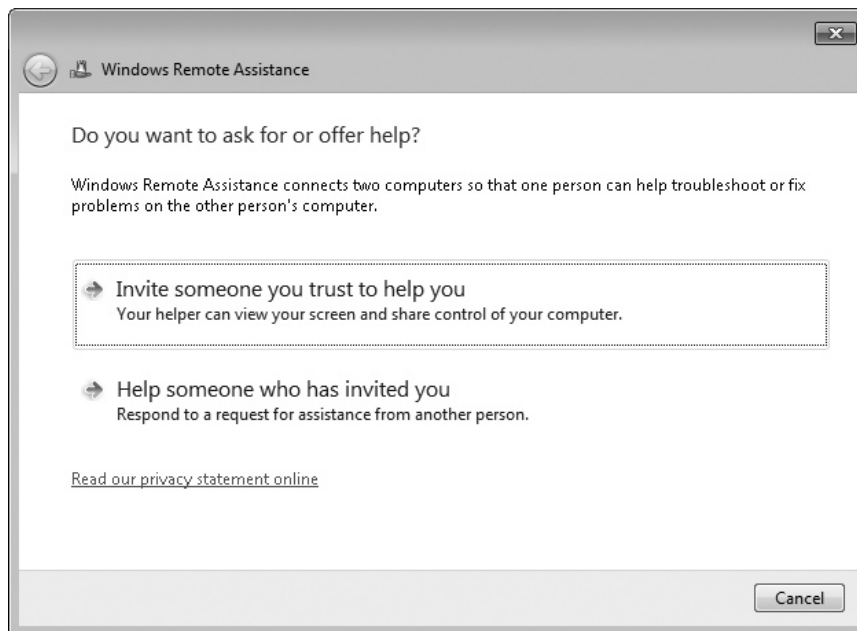 Windows Remote Assistance
Do you want to ask for or offer help?
Windows Remote Assistance connects two computers so that one person can help troubleshoot or fix
problems on the other person's computer.
Invite someone you trust to help you
Your helper can view your screen and share control of your computer.
Help someone who has invited you
Respond to a request for assistance from another person.
Read our privacy statement online
Cancel